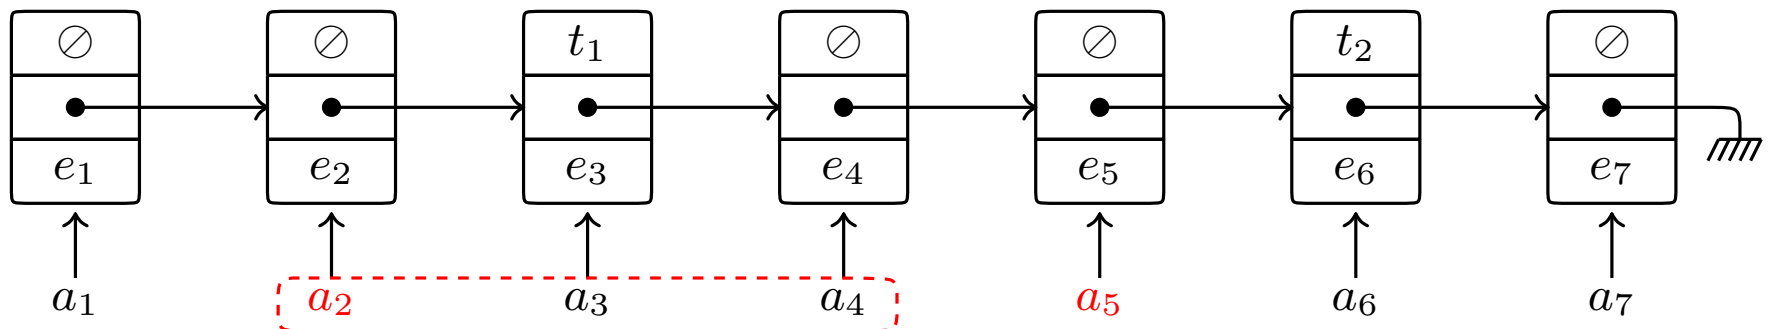 ⊘ ⊘ t₁ ⊘ ⊘ t₂ ⊘
e₁ e₂ e₃ e₄ e₅ e₆ e₇
a₁ a₂ a₃ a₄ a₅ a₆ a₇